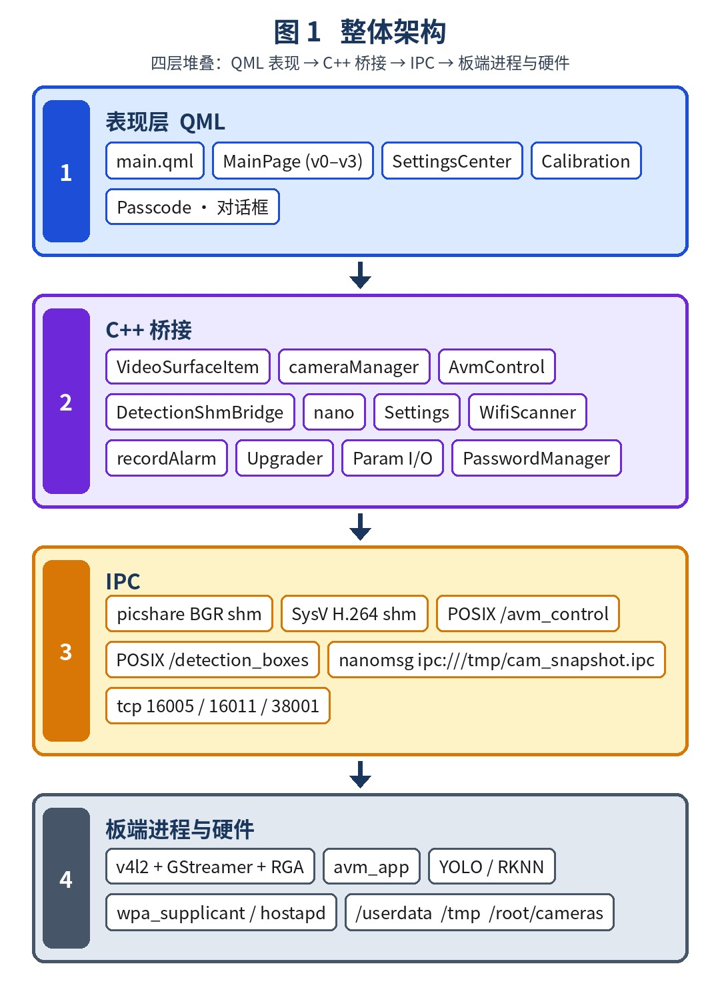 图 1 整体架构
四层堆叠：QML 表现 → C++ 桥接 → IPC → 板端进程与硬件
1
表现层 QML
main.qml MainPage (v0–v3) SettingsCenter Calibration
Passcode · 对话框
2
C++ 桥接
VideoSurfaceItem cameraManager AvmControl
DetectionShmBridge nano Settings WifiScanner
recordAlarm Upgrader Param I/O PasswordManager
3
IPC
picshare BGR shm SysV H.264 shm POSIX /avm_control
POSIX /detection_boxes nanomsg ipc:///tmp/cam_snapshot.ipc
tcp 16005 / 16011 / 38001
4
板端进程与硬件
v4l2 + GStreamer + RGA avm_app YOLO / RKNN
wpa_supplicant / hostapd /userdata /tmp /root/cameras